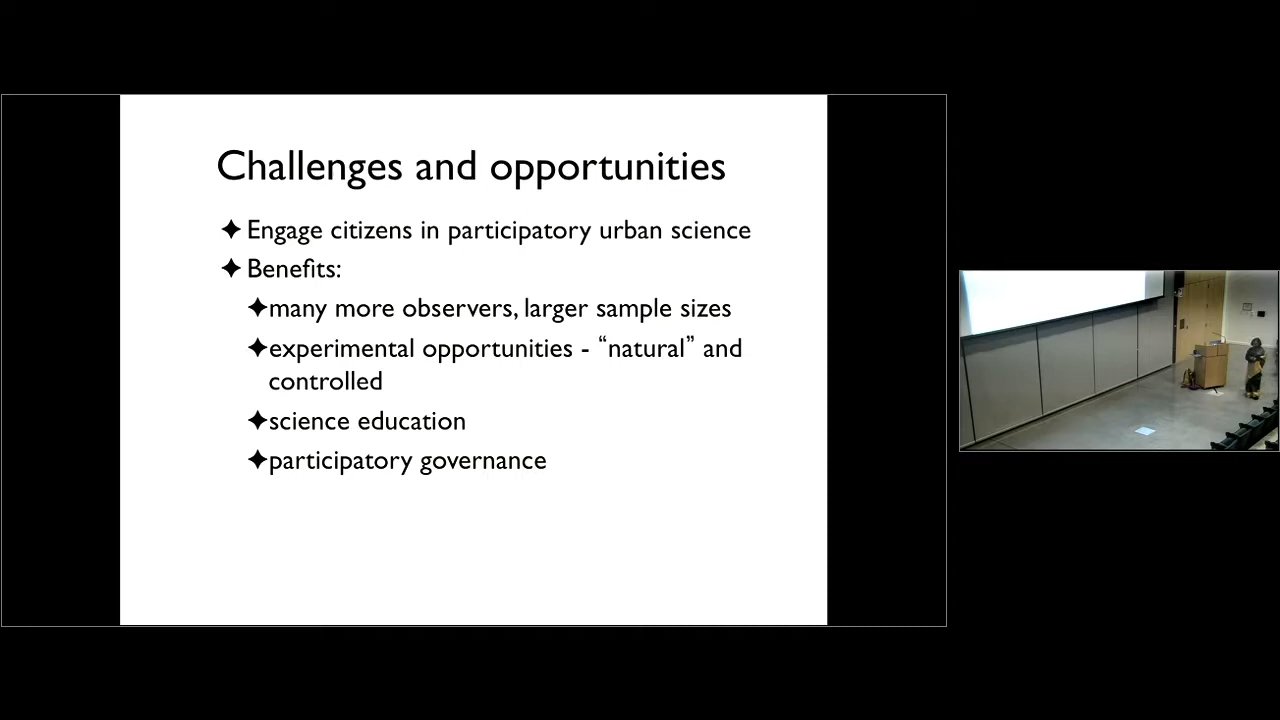 Challenges and opportunities
✦Engage citizens in participatory urban science
✦Benefits:
✦many more observers, larger sample sizes
✦experimental opportunities - “natural” and
controlled
✦science education
✦participatory governance